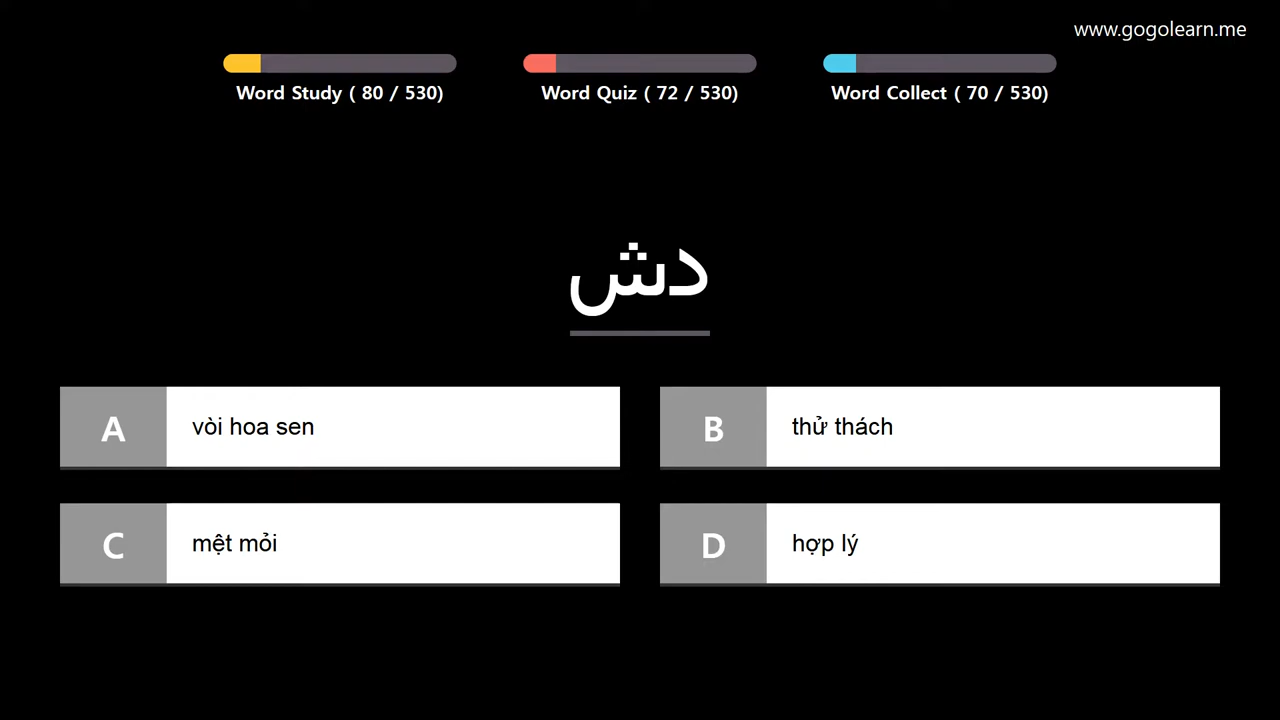 www.gogolearn.me
Word Study ( 80 / 530)
Word Quiz ( 72 / 530)
Word Collect ( 70 / 530)
دش
A
vòi hoa sen
B
thử thách
C
mệt mỏi
D
hợp lý